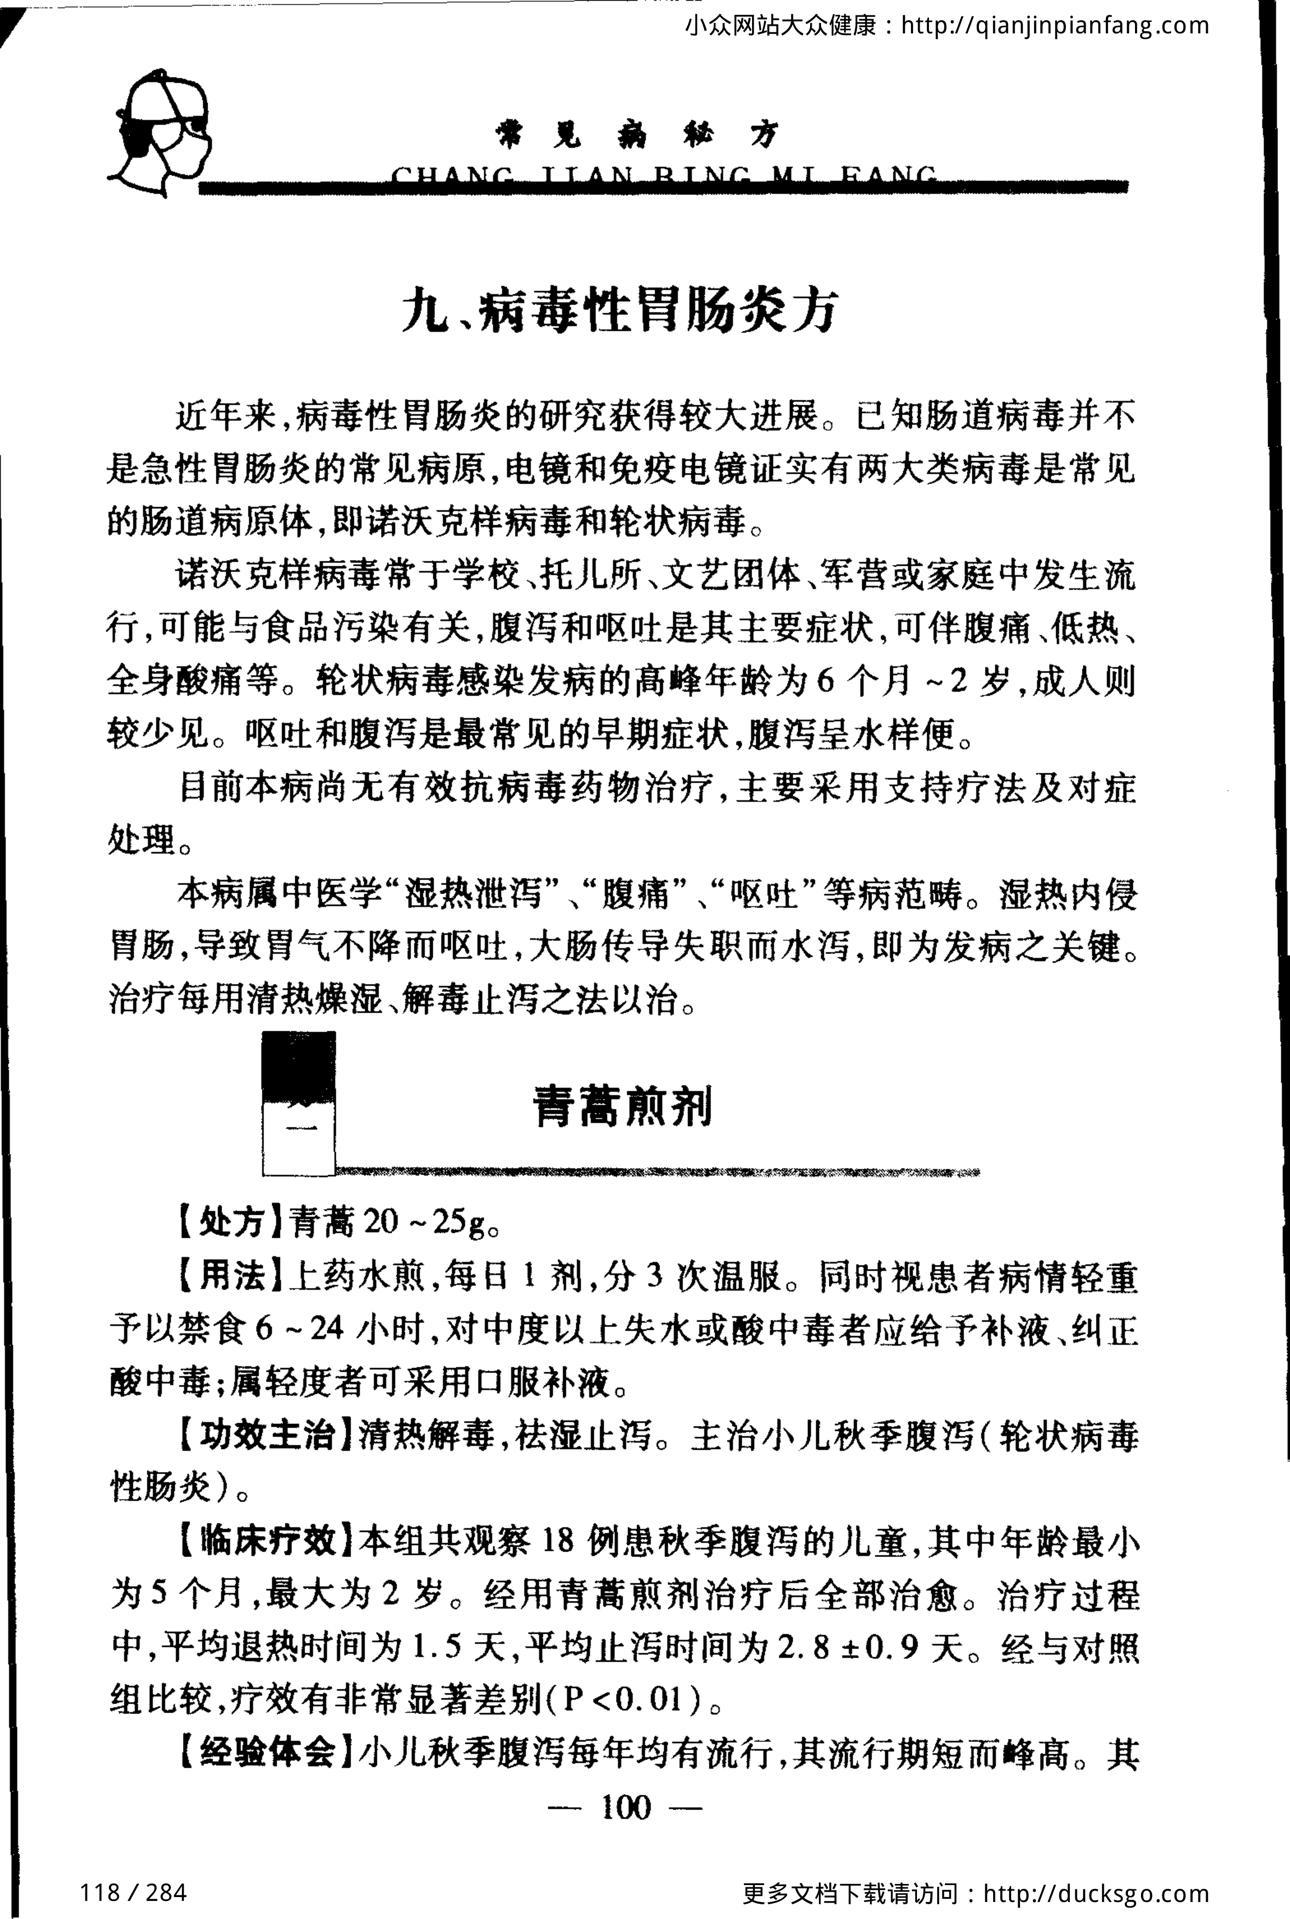 小众网站大众健康：http://qianjinpianfang.com
常见病秘方
CHANG JIAN BING MI FANG
九、病毒性胃肠炎方
近年来,病毒性胃肠炎的研究获得较大进展。已知肠道病毒并不
是急性胃肠炎的常见病原,电镜和免疫电镜证实有两大类病毒是常见
的肠道病原体,即诺沃克样病毒和轮状病毒。
诺沃克样病毒常于学校、托儿所、文艺团体、军营或家庭中发生流
行,可能与食品污染有关,腹泻和呕吐是其主要症状,可伴腹痛、低热、
全身酸痛等。轮状病毒感染发病的高峰年龄为6个月~2岁,成人则
较少见。呕吐和腹泻是最常见的早期症状,腹泻呈水样便。
目前本病尚无有效抗病毒药物治疗,主要采用支持疗法及对症
处理。
本病属中医学“湿热泄泻”、“腹痛”、“呕吐”等病范畴。湿热内侵
胃肠,导致胃气不降而呕吐,大肠传导失职而水泻,即为发病之关键。
治疗每用清热燥湿、解毒止泻之法以治。
一
青蒿煎剂
【处方】青蒿20~25g。
【用法】上药水煎,每日1剂,分3次温服。同时视患者病情轻重
予以禁食6~24小时,对中度以上失水或酸中毒者应给予补液、纠正
酸中毒;属轻度者可采用口服补液。
【功效主治】清热解毒,祛湿止泻。主治小儿秋季腹泻(轮状病毒
性肠炎)。
【临床疗效】本组共观察18例患秋季腹泻的儿童,其中年龄最小
为5个月,最大为2岁。经用青蒿煎剂治疗后全部治愈。治疗过程
中,平均退热时间为1.5天,平均止泻时间为2.8±0.9天。经与对照
组比较,疗效有非常显著差别(P<0.01)。
【经验体会】小儿秋季腹泻每年均有流行,其流行期短而峰高。其
— 100 —
118 / 284
更多文档下载请访问：http://ducksgo.com